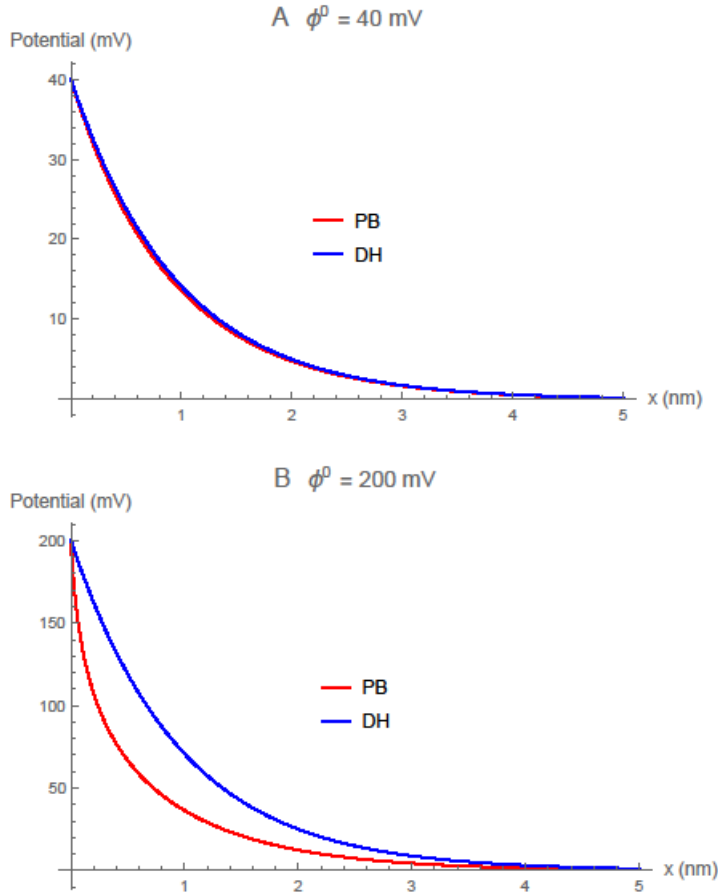 A ϕ⁰ = 40 mV
Potential (mV)
40
30
20
10
PB
DH
1 2 3 4 5
x (nm)
B ϕ⁰ = 200 mV
Potential (mV)
200
150
100
50
PB
DH
1 2 3 4 5
x (nm)